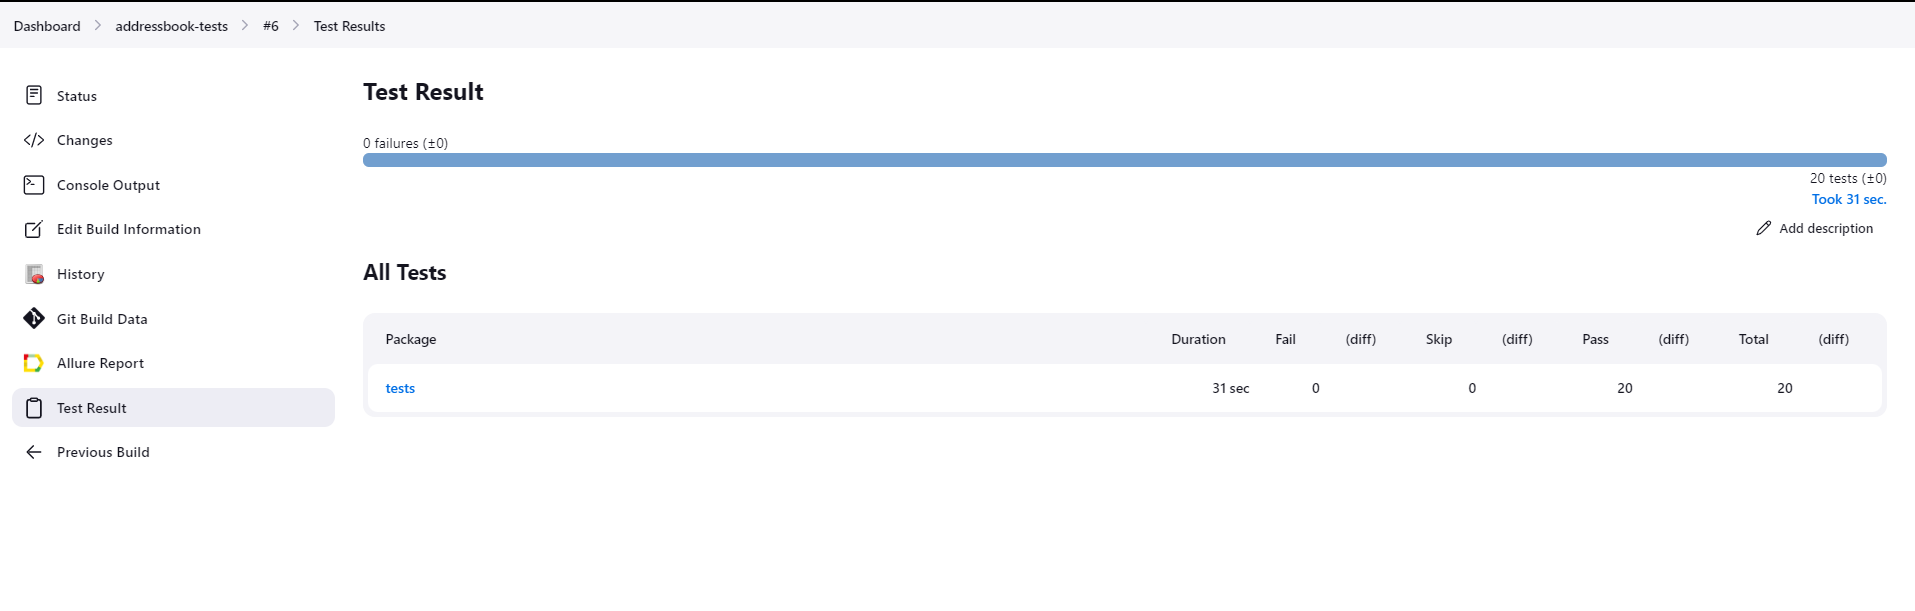 Dashboard > addressbook-tests > #6 > Test Results
Status
Changes
Console Output
Edit Build Information
History
Git Build Data
Allure Report
Test Result
Previous Build
Test Result
0 failures (±0)
20 tests (±0)
Took 31 sec.
Add description
All Tests
Package Duration Fail (diff) Skip (diff) Pass (diff) Total (diff)
tests 31 sec 0 0 20 20